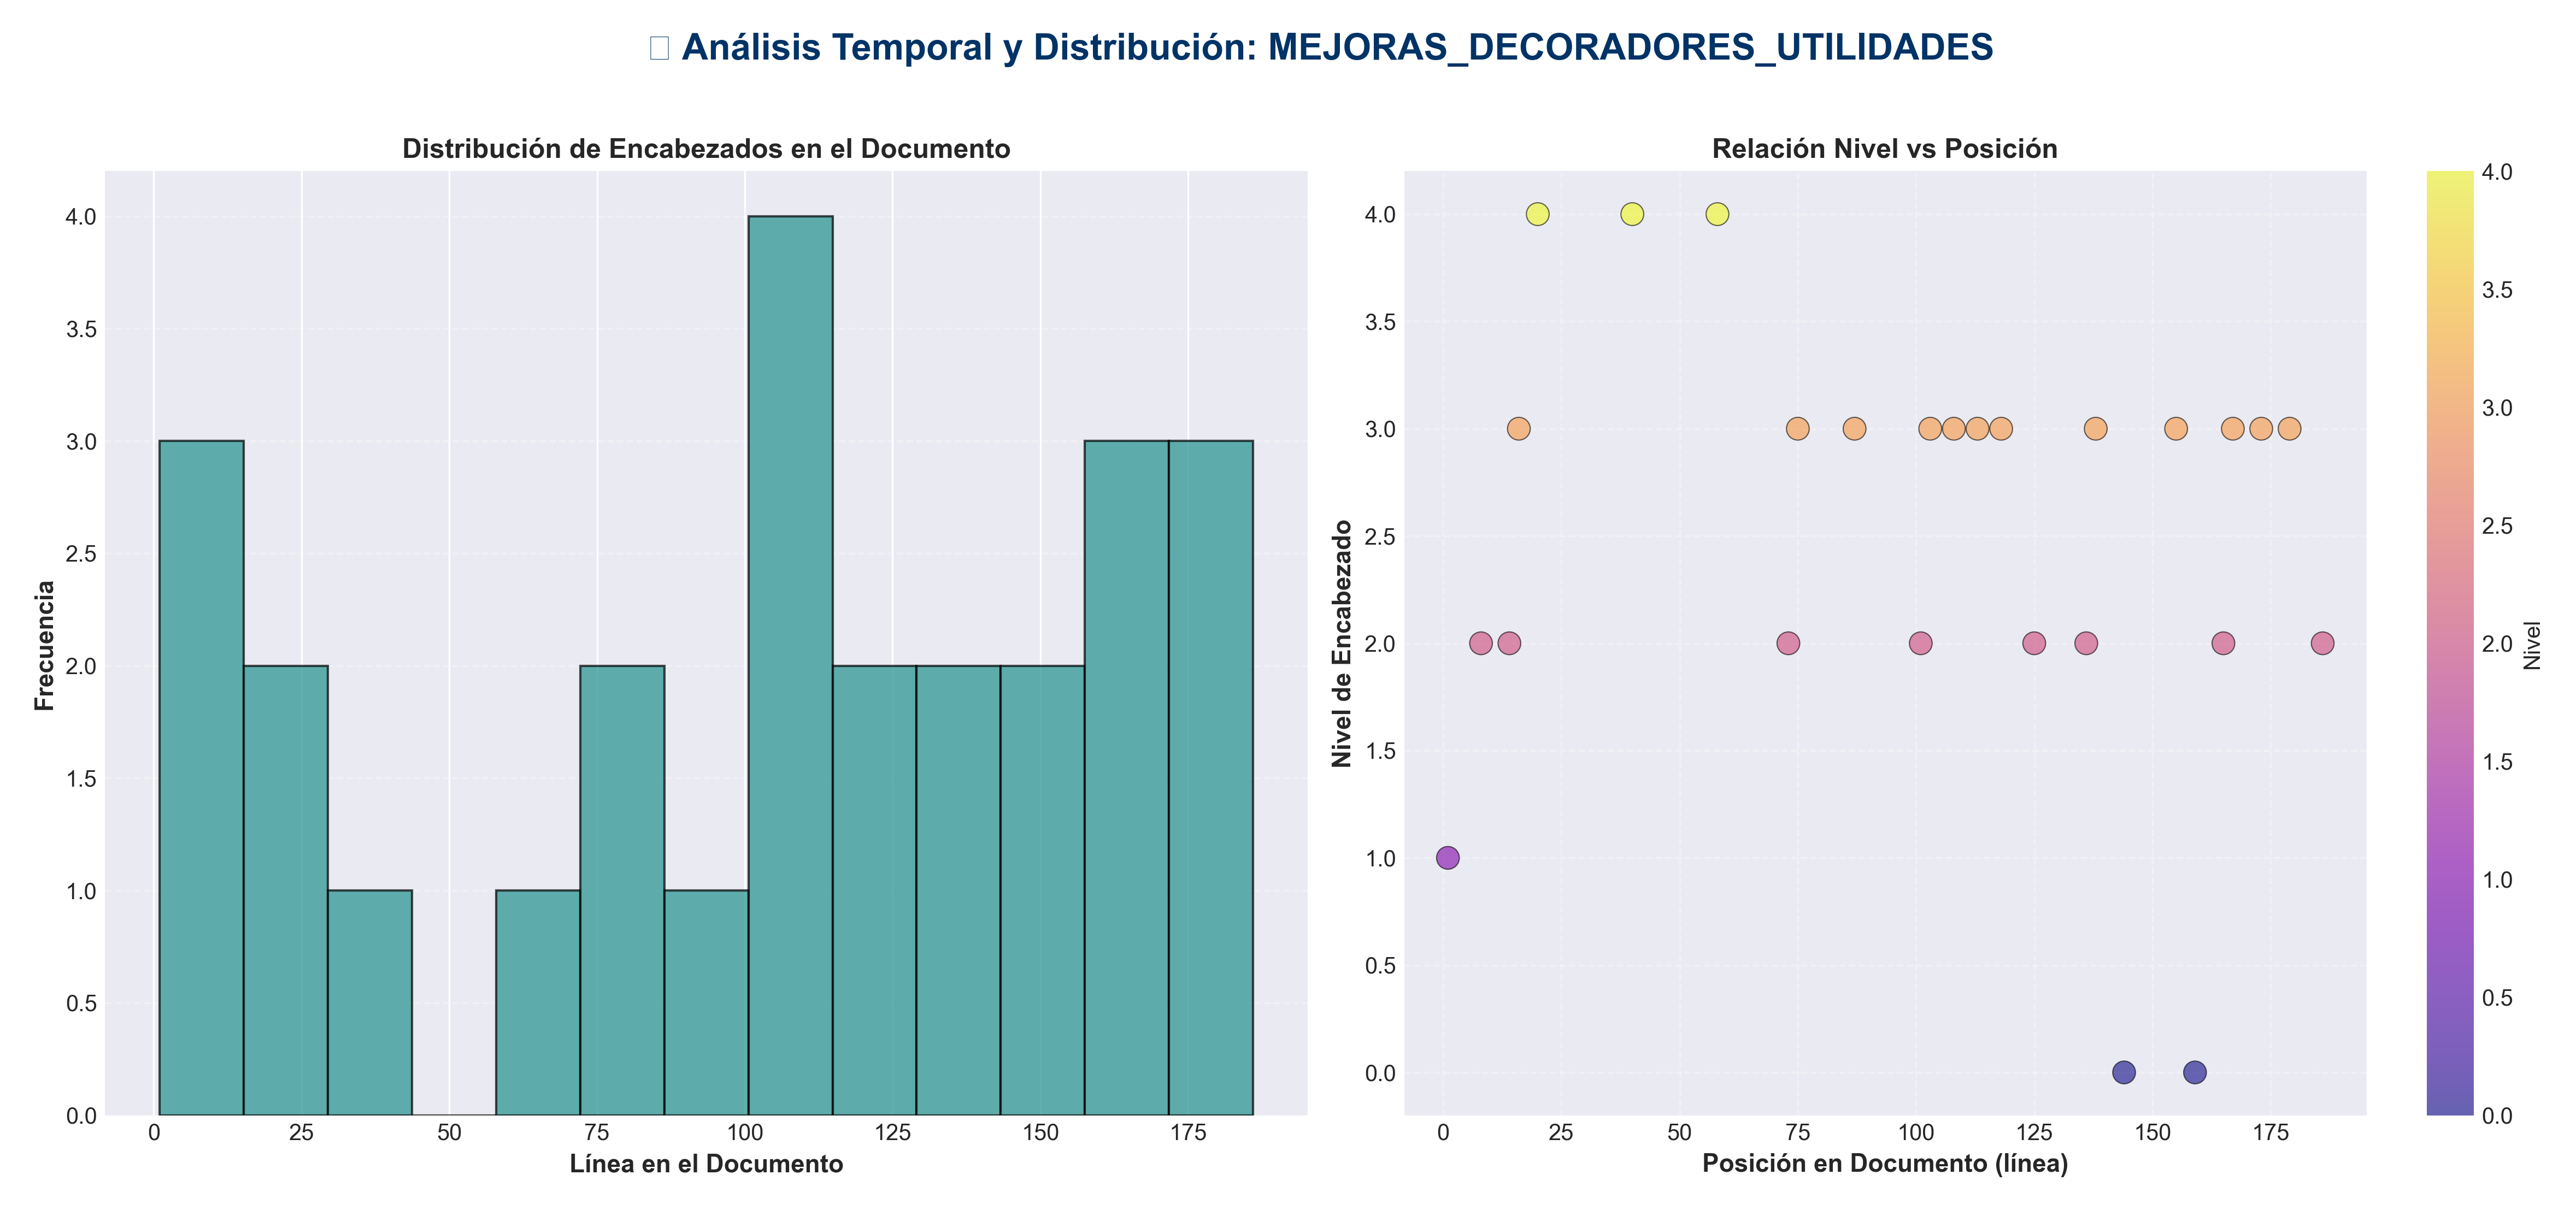 Análisis Temporal y Distribución: MEJORAS_DECORADORES_UTILIDADES
Distribución de Encabezados en el Documento
Frecuencia
4.0
3.5
3.0
2.5
2.0
1.5
1.0
0.5
0.0
0 25 50 75 100 125 150 175
Línea en el Documento
Relación Nivel vs Posición
Nivel de Encabezado
4.0
3.5
3.0
2.5
2.0
1.5
1.0
0.5
0.0
0 25 50 75 100 125 150 175
Posición en Documento (línea)
4.0
3.5
3.0
2.5
2.0
1.5
1.0
0.5
0.0
Nivel